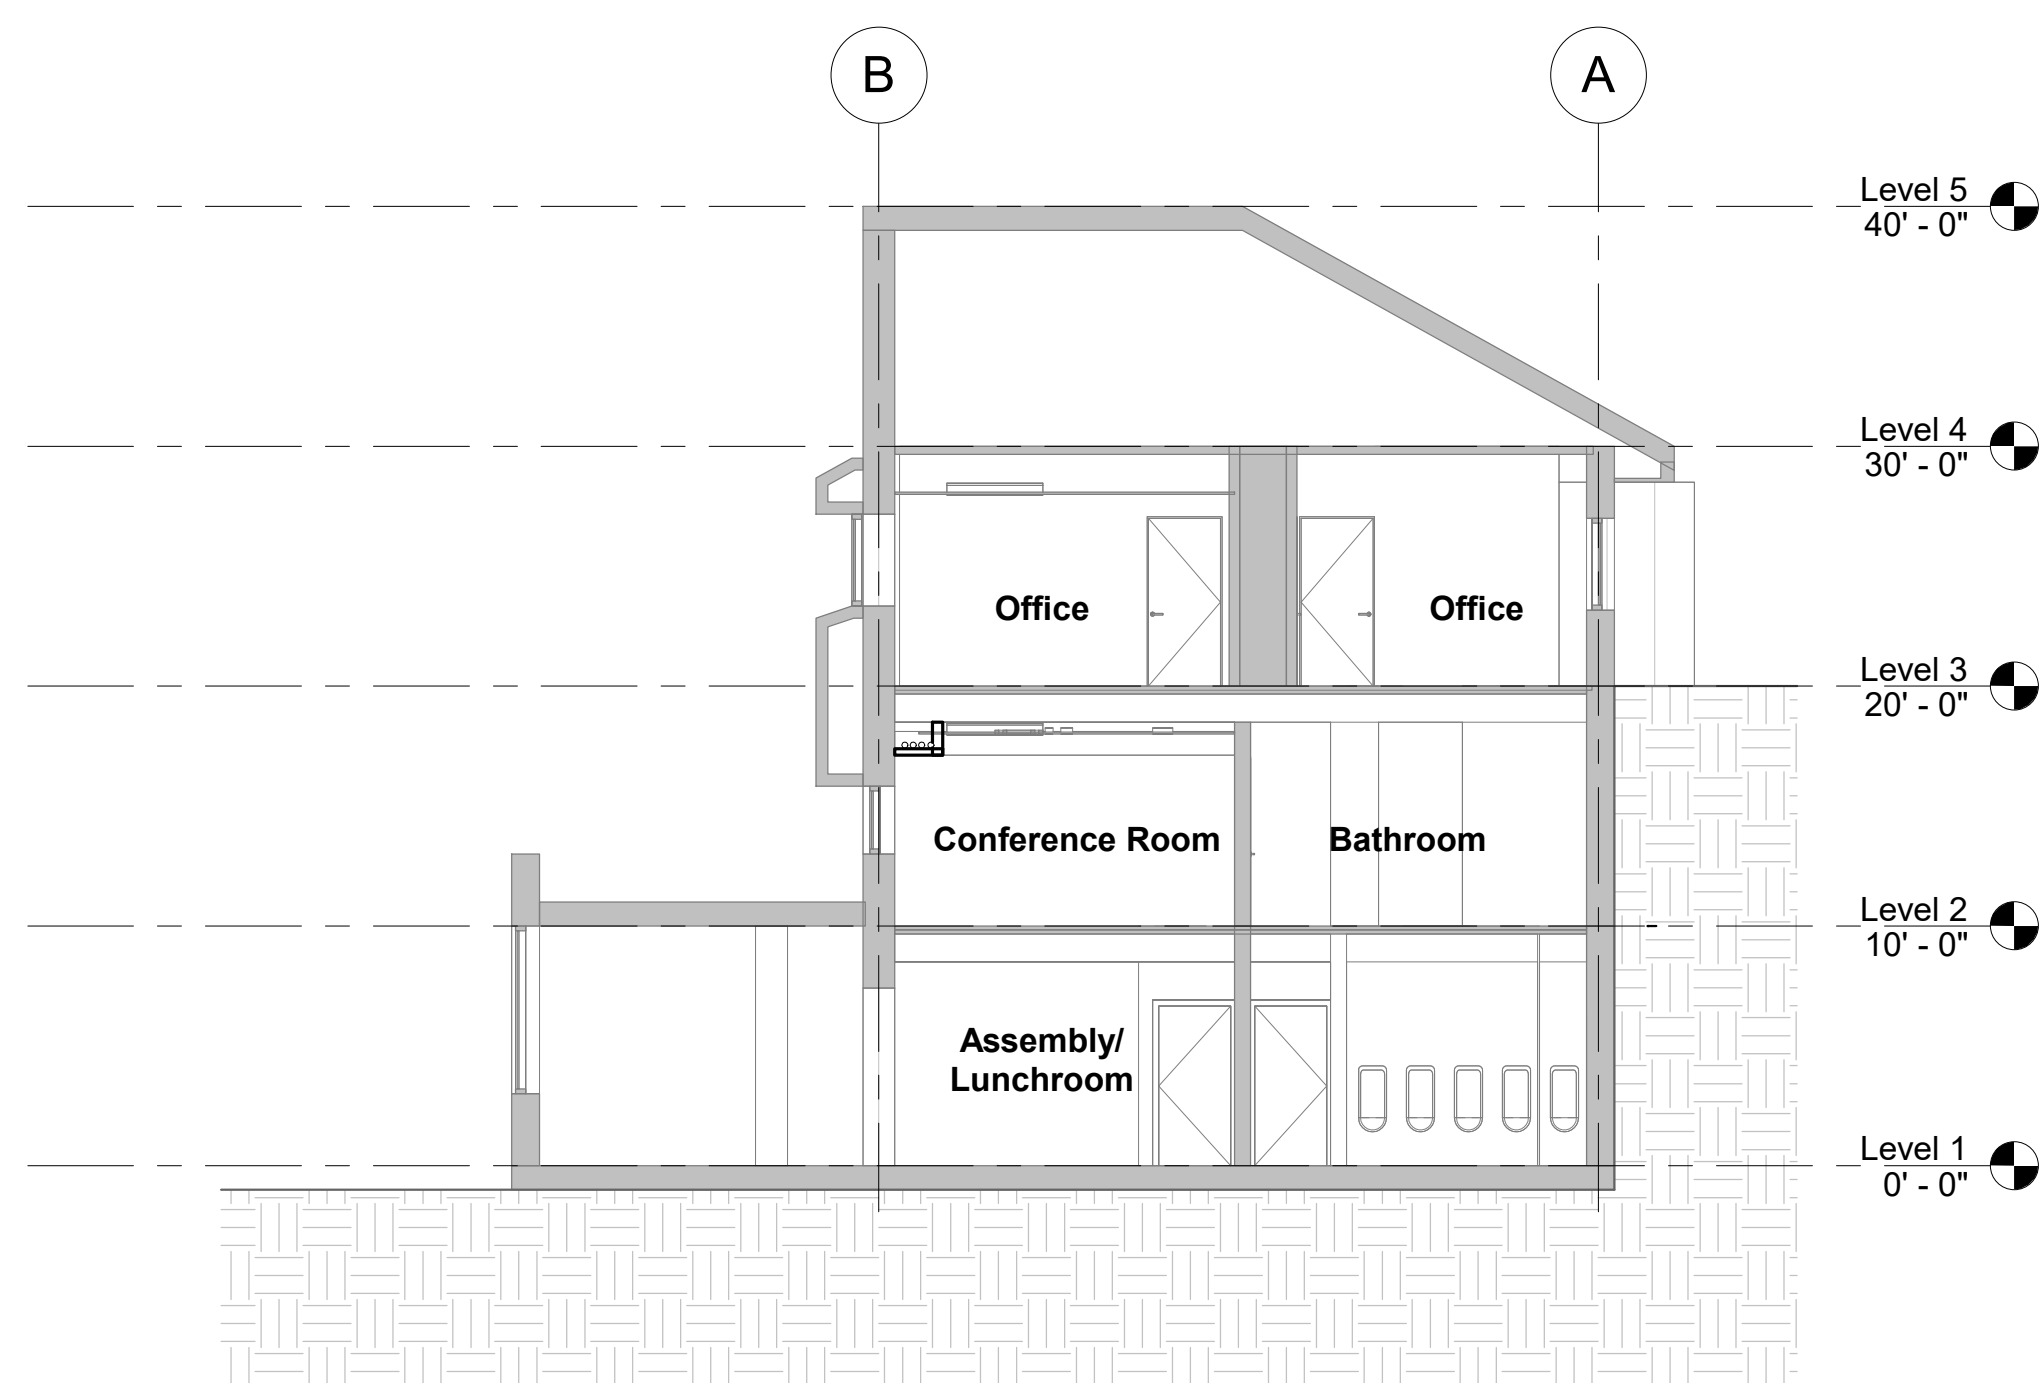 B
A
Level 5
40' - 0"
Level 4
30' - 0"
Office
Office
Level 3
20' - 0"
Conference Room
Bathroom
Level 2
10' - 0"
Assembly/
Lunchroom
Level 1
0' - 0"